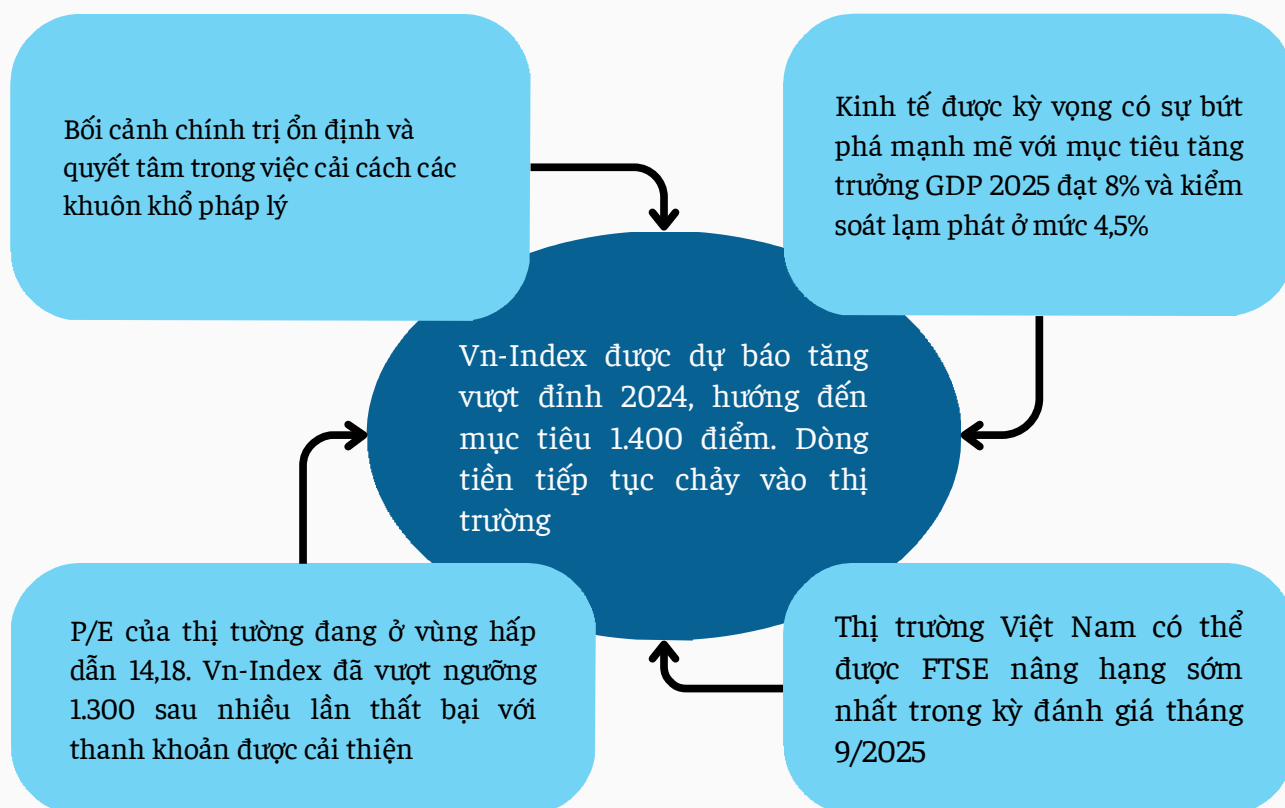 Bối cảnh chính trị ổn định và
quyết tâm trong việc cải cách các
khuôn khổ pháp lý
Kinh tế được kỳ vọng có sự bứt
phá mạnh mẽ với mục tiêu tăng
trưởng GDP 2025 đạt 8% và kiểm
soát lạm phát ở mức 4,5%
Vn-Index được dự báo tăng
vượt đỉnh 2024, hướng đến
mục tiêu 1.400 điểm. Dòng
tiền tiếp tục chảy vào thị
trường
P/E của thị tường đang ở vùng hấp
dẫn 14,18. Vn-Index đã vượt ngưỡng
1.300 sau nhiều lần thất bại với
thanh khoản được cải thiện
Thị trường Việt Nam có thể
được FTSE nâng hạng sớm
nhất trong kỳ đánh giá tháng
9/2025